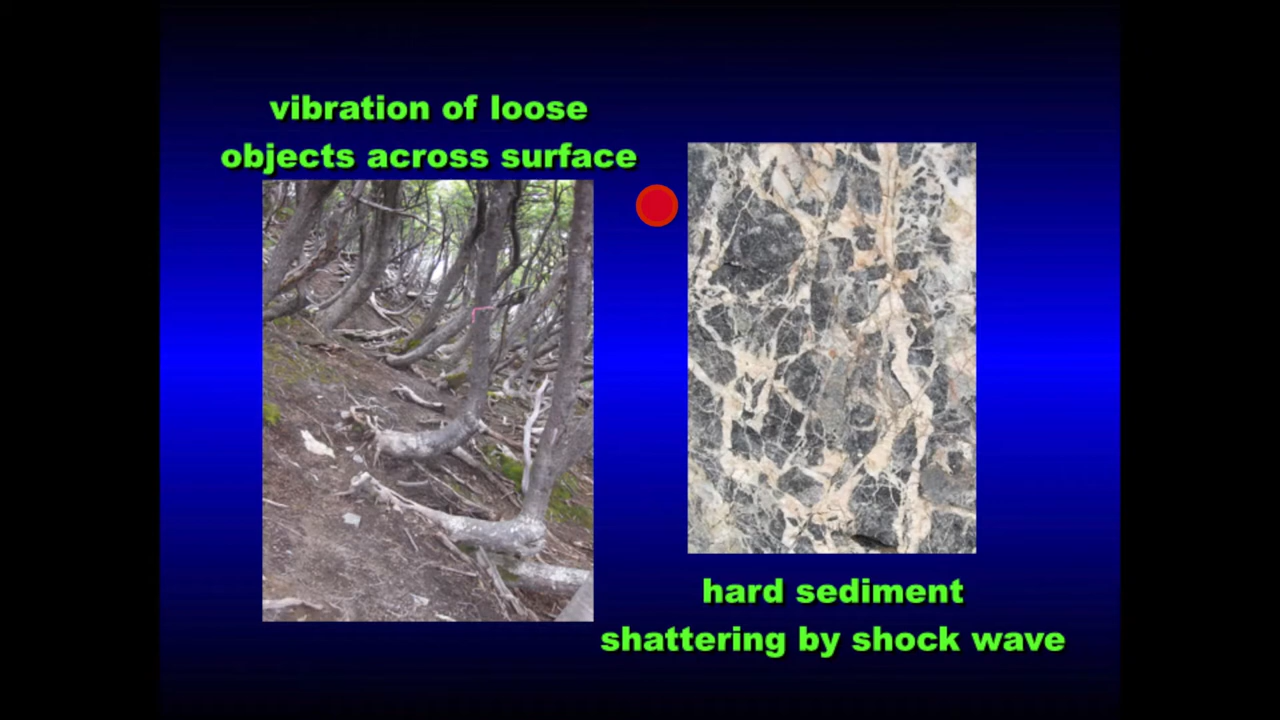 vibration of loose
objects across surface
hard sediment
shattering by shock wave